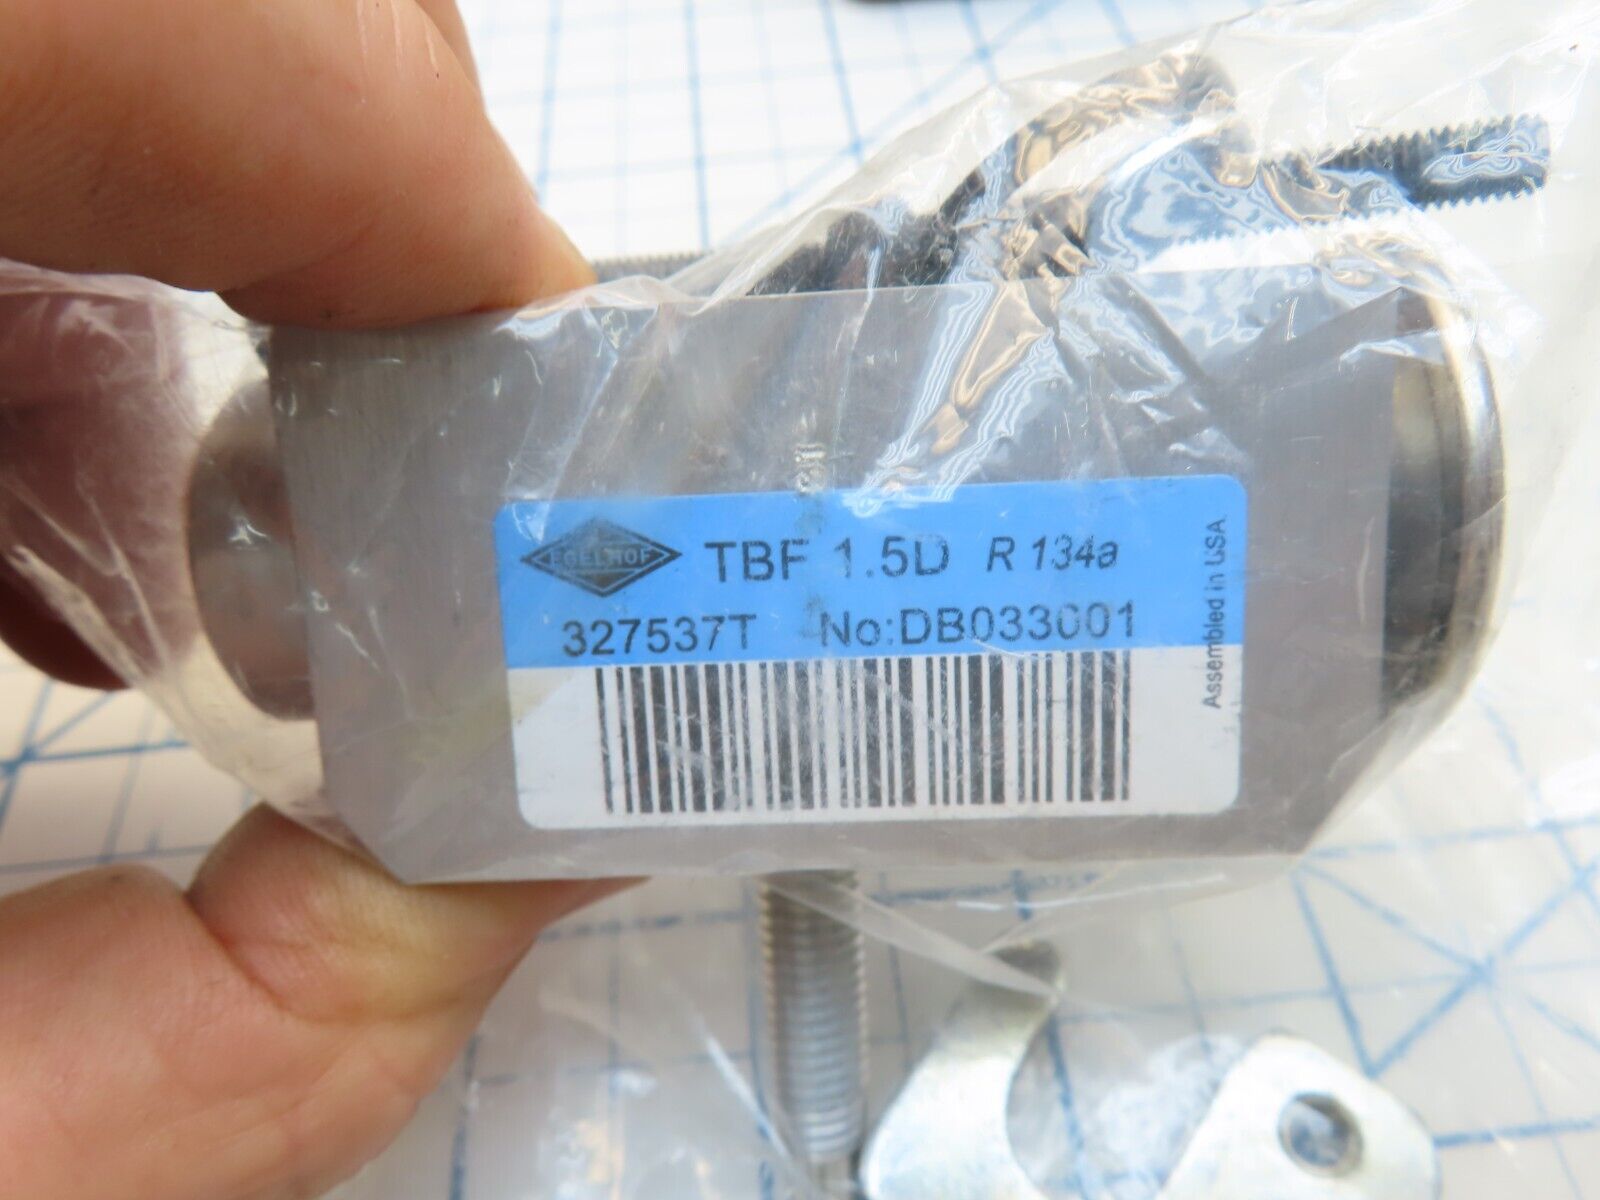 EGELHOF TBF 1.5D R 134a
327537T No:DB033001
Assembled in USA